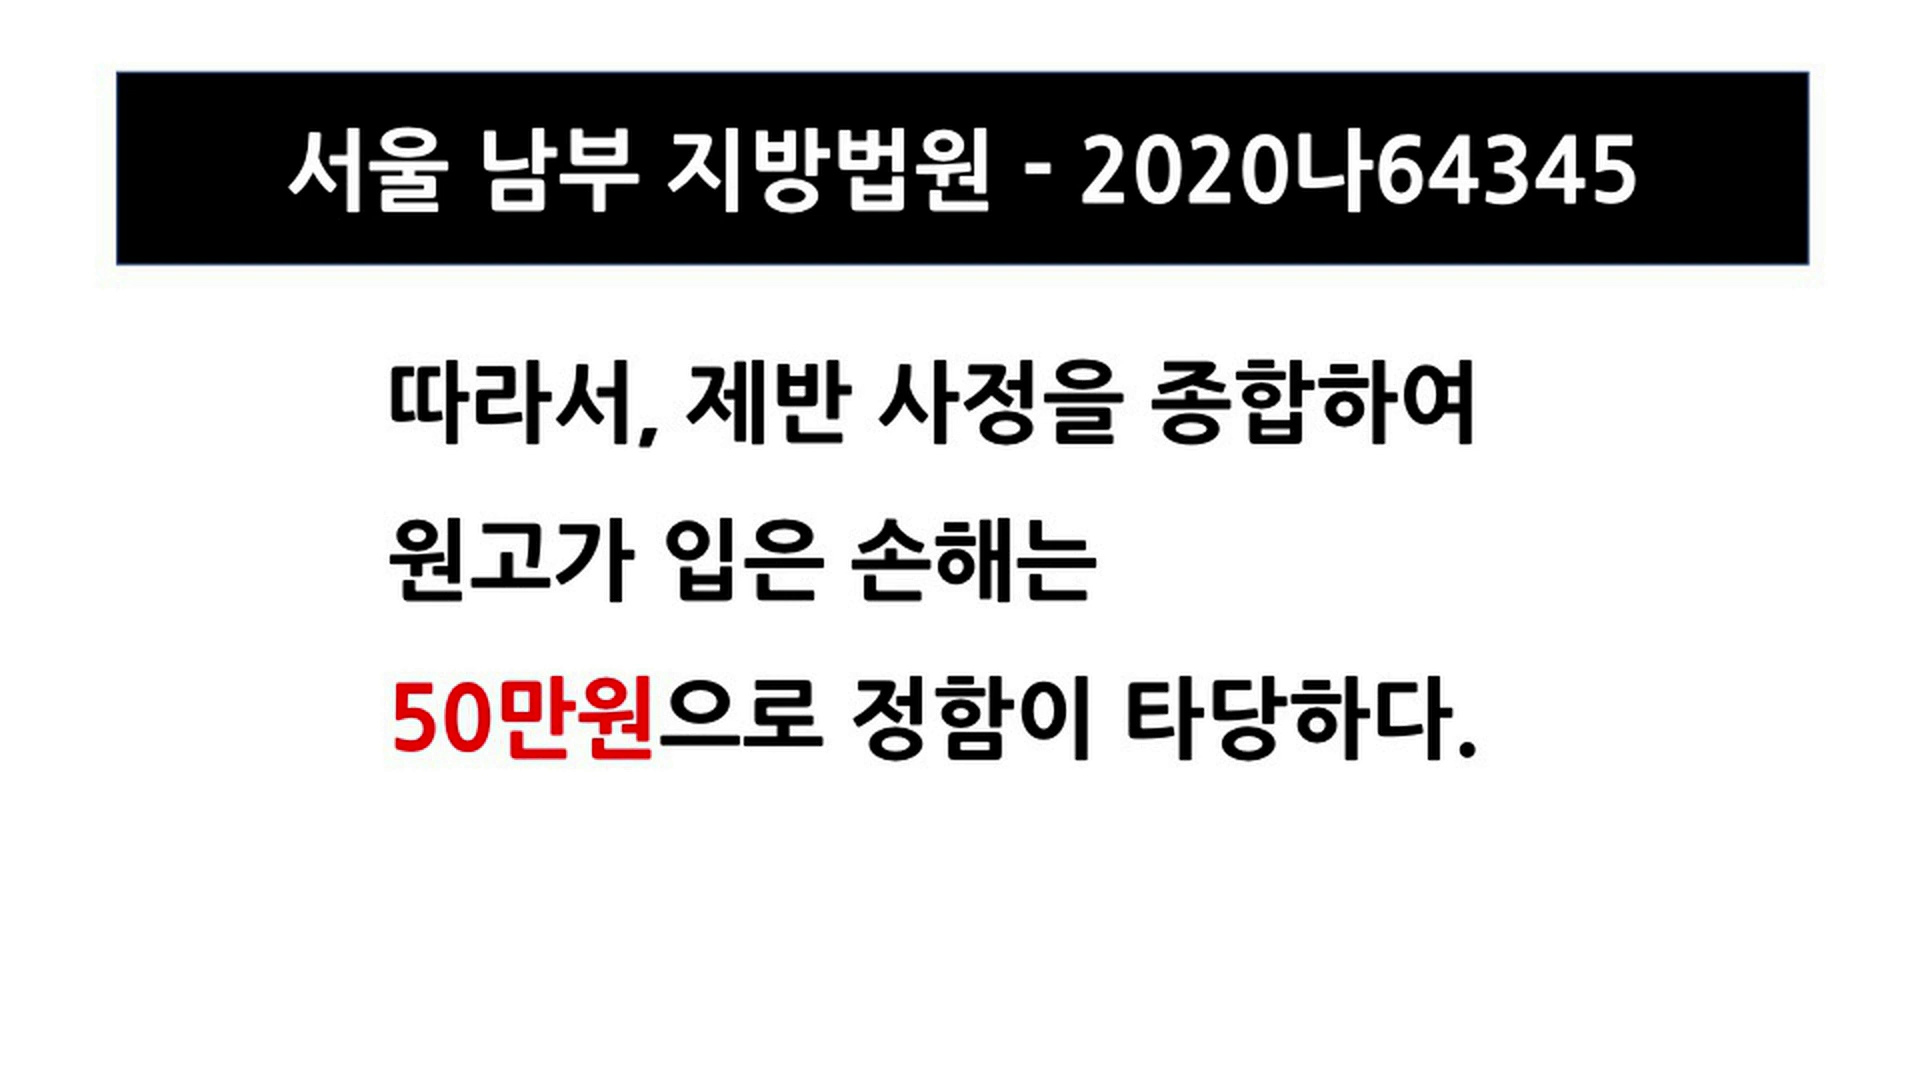 서울 남부 지방법원 - 2020나64345
따라서, 제반 사정을 종합하여
원고가 입은 손해는
50만원으로 정함이 타당하다.